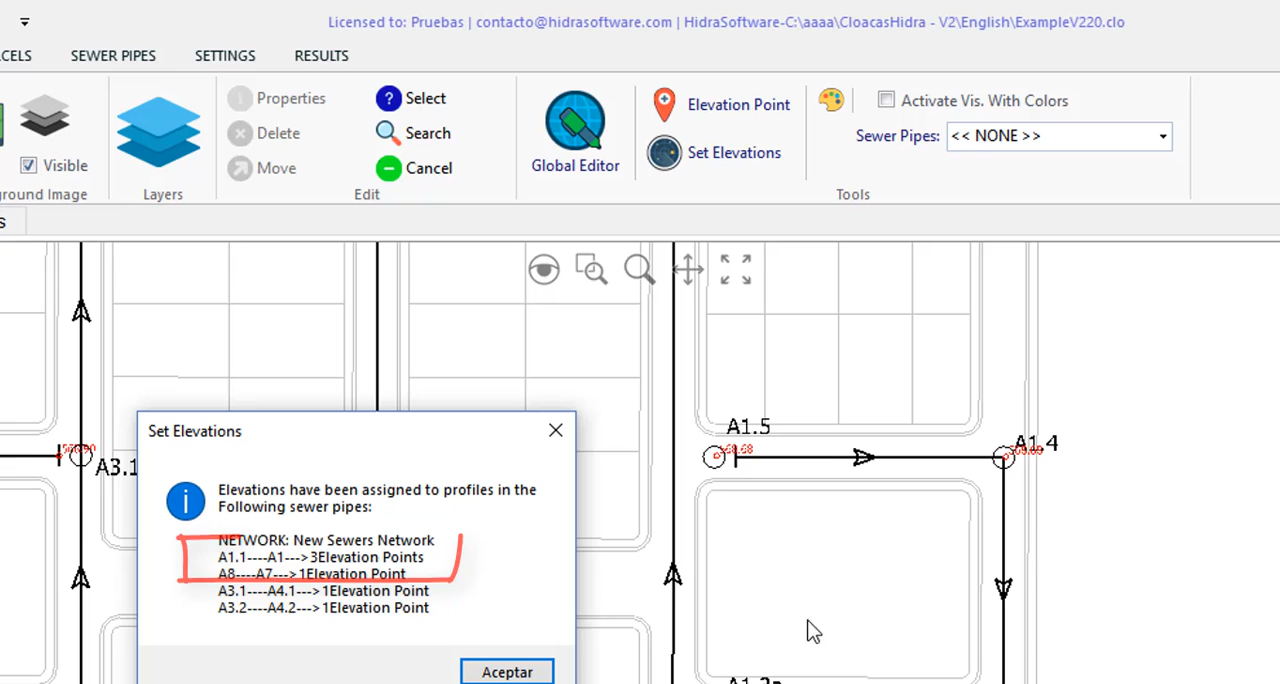 Licensed to: Pruebas | contacto@hidrasoftware.com | HidraSoftware-C:\aaaa\CloacasHidra - V2\English\ExampleV220.clo
CELS SEWER PIPES SETTINGS RESULTS
Properties Select Elevation Point Activate Vis. With Colors
Delete Search Sewer Pipes: << NONE >>
Visible Move Cancel Global Editor Set Elevations
round Image Layers Edit Tools
S
A1.5
A1.4
568.68
A3.1
Set Elevations
Elevations have been assigned to profiles in the
Following sewer pipes:
NETWORK: New Sewers Network
A1.1----A1--->3Elevation Points
A8----A7--->1Elevation Point
A3.1----A4.1--->1Elevation Point
A3.2----A4.2--->1Elevation Point
Aceptar